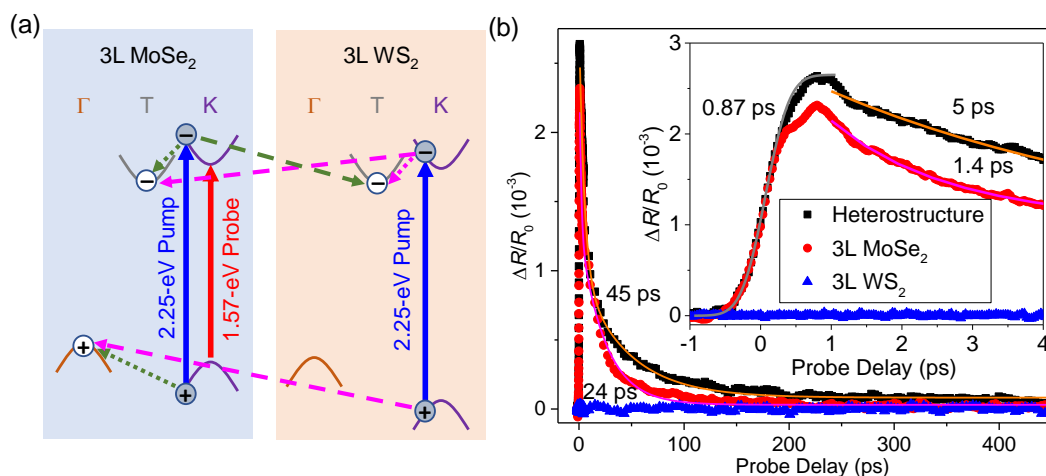 (a)
3L MoSe₂
3L WS₂
Γ T K
T K
2.25-eV Pump
1.57-eV Probe
2.25-eV Pump
(b)
ΔR/R₀ (10⁻³)
2
1
0
0 100 200 300 400
Probe Delay (ps)
45 ps
24 ps
ΔR/R₀ (10⁻³)
3
2
1
0
-1 0 1 2 3 4
Probe Delay (ps)
0.87 ps
5 ps
1.4 ps
Heterostructure
3L MoSe₂
3L WS₂